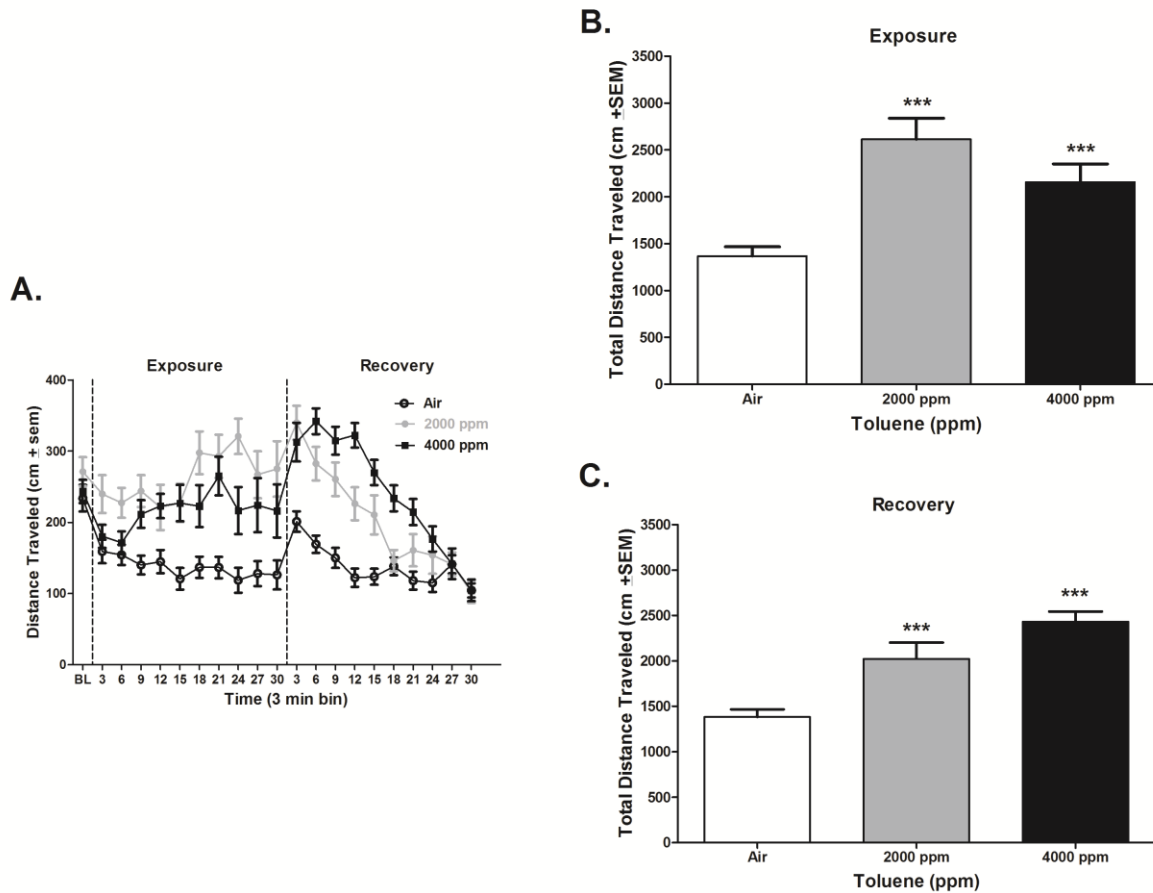 A.
Exposure
Recovery
Air
2000 ppm
4000 ppm
Distance Traveled (cm ± sem)
400
300
200
100
0
BL 3 6 9 12 15 18 21 24 27 30 3 6 9 12 15 18 21 24 27 30
Time (3 min bin)
B.
Exposure
Total Distance Traveled (cm ±SEM)
3500
3000
2500
2000
1500
1000
500
0
***
***
Air 2000 ppm 4000 ppm
Toluene (ppm)
C.
Recovery
Total Distance Traveled (cm ±SEM)
3500
3000
2500
2000
1500
1000
500
0
***
***
Air 2000 ppm 4000 ppm
Toluene (ppm)